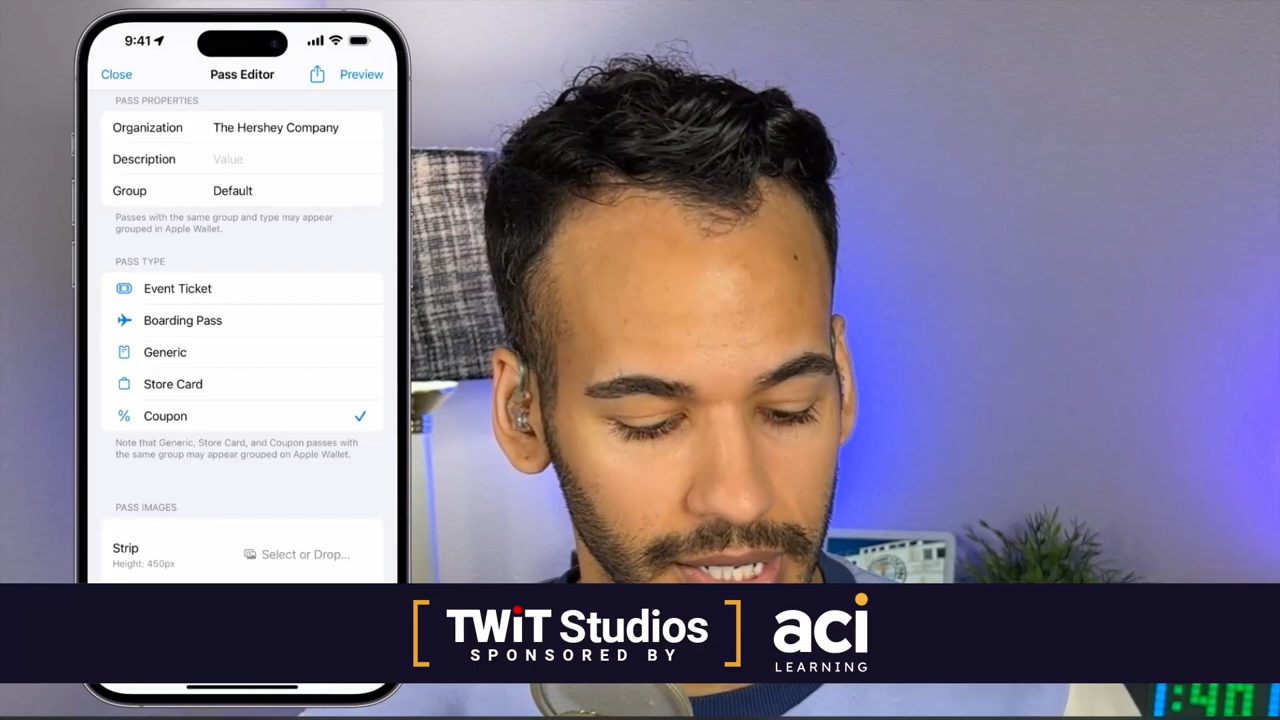 9:41
Close
Pass Editor
Preview
PASS PROPERTIES
Organization The Hershey Company
Description Value
Group Default
Passes with the same group and type may appear
grouped in Apple Wallet.
PASS TYPE
Event Ticket
Boarding Pass
Generic
Store Card
Coupon
Note that Generic, Store Card, and Coupon passes with
the same group may appear grouped on Apple Wallet.
PASS IMAGES
Strip
Height: 450px
Select or Drop...
TWiT Studios
SPONSORED BY
aci
LEARNING